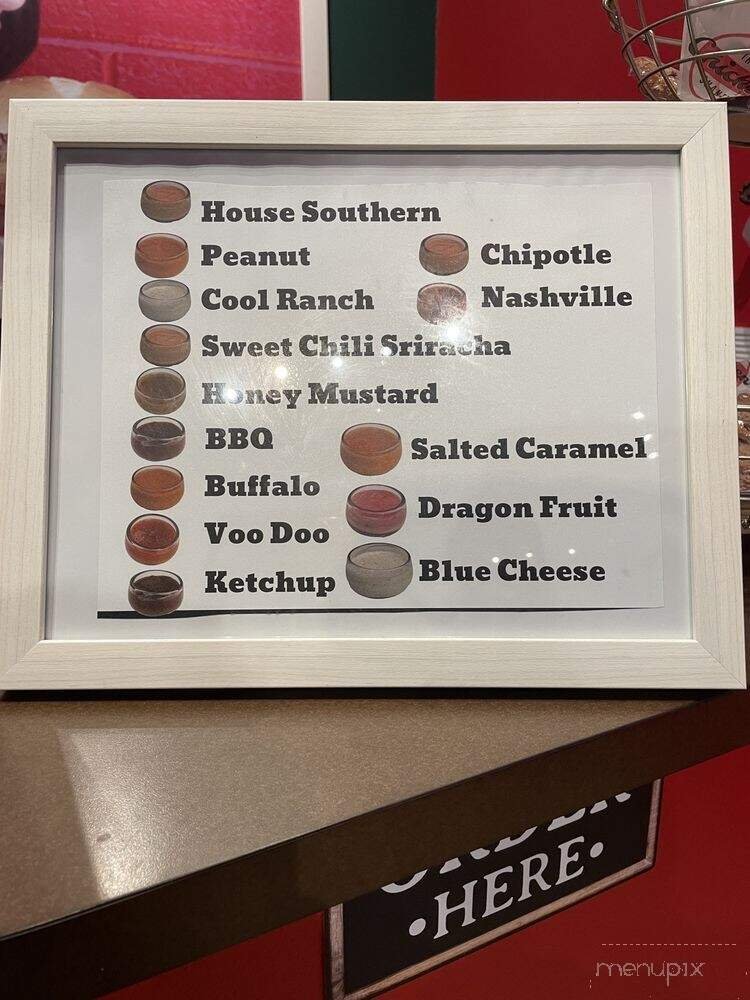 House Southern
Peanut
Chipotle
Cool Ranch
Nashville
Sweet Chili Sriracha
Honey Mustard
BBQ
Salted Caramel
Buffalo
Dragon Fruit
Voo Doo
Ketchup
Blue Cheese
ORDER
•HERE•
menupix